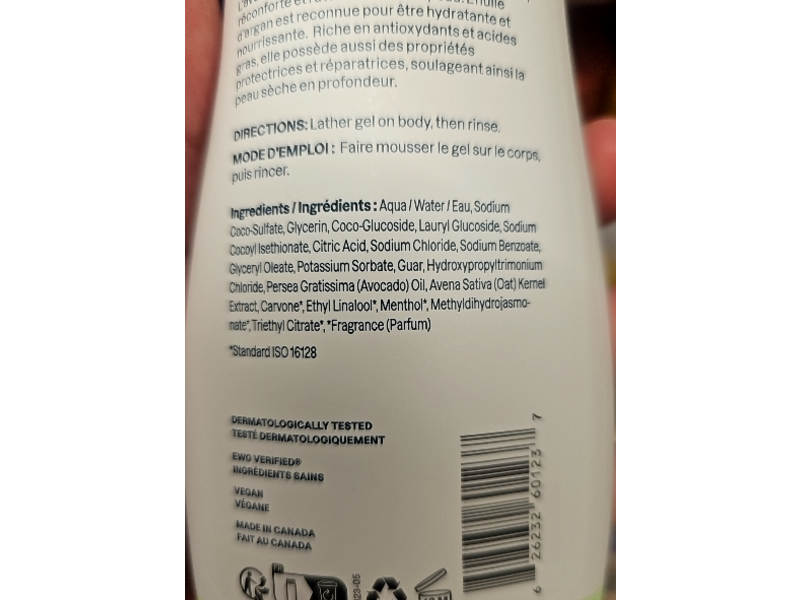 réconforte et
d'argan est reconnue pour être hydratante et
nourrissante. Riche en antioxydants et acides
gras, elle possède aussi des propriétés
protectrices et réparatrices, soulageant ainsi la
peau sèche en profondeur.
DIRECTIONS: Lather gel on body, then rinse.
MODE D'EMPLOI : Faire mousser le gel sur le corps,
puis rincer.
Ingredients / Ingrédients : Aqua / Water / Eau, Sodium
Coco-Sulfate, Glycerin, Coco-Glucoside, Lauryl Glucoside, Sodium
Cocoyl Isethionate, Citric Acid, Sodium Chloride, Sodium Benzoate,
Glyceryl Oleate, Potassium Sorbate, Guar, Hydroxypropyltrimonium
Chloride, Persea Gratissima (Avocado) Oil, Avena Sativa (Oat) Kernel
Extract, Carvone*, Ethyl Linalool*, Menthol*, Methyldihydrojasmo-
nate*, Triethyl Citrate*, *Fragrance (Parfum)
*Standard ISO 16128
DERMATOLOGICALLY TESTED
TESTÉ DERMATOLOGIQUEMENT
EWG VERIFIED®
INGRÉDIENTS SAINS
VEGAN
VÉGANE
MADE IN CANADA
FAIT AU CANADA
6 26232 60123 7